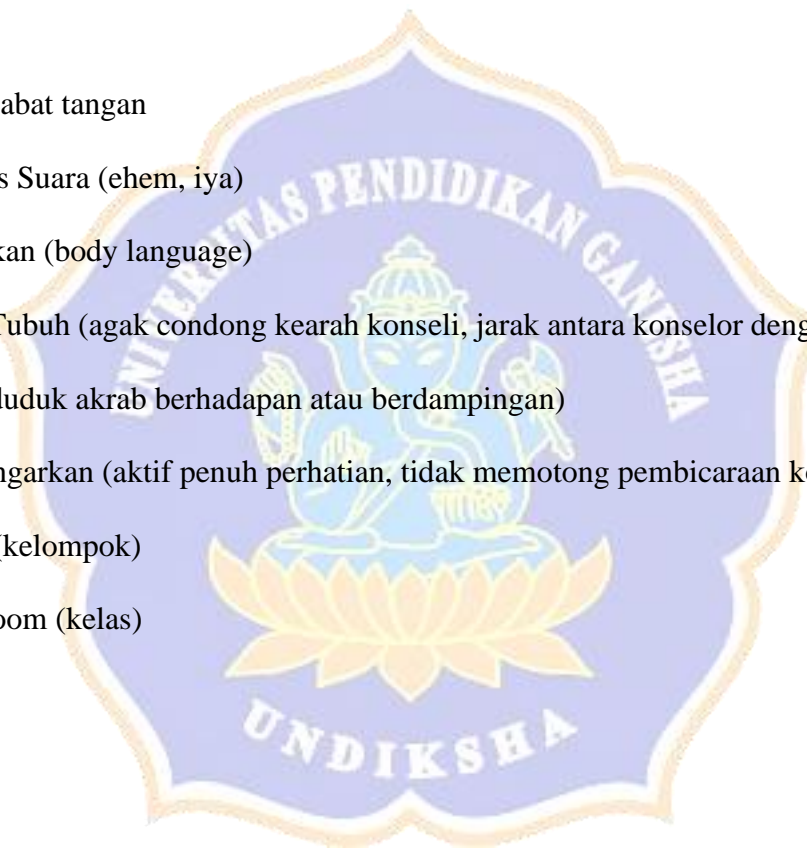 abat tangan
s Suara (ehem, iya)
kan (body language)
Tubuh (agak condong kearah konseli, jarak antara konselor deng
duduk akrab berhadapan atau berdampingan)
ngarkan (aktif penuh perhatian, tidak memotong pembicaraan k
(kelompok)
oom (kelas)
UNIVERSITAS PENDIDIKAN GANESHA
UNDIKSHA